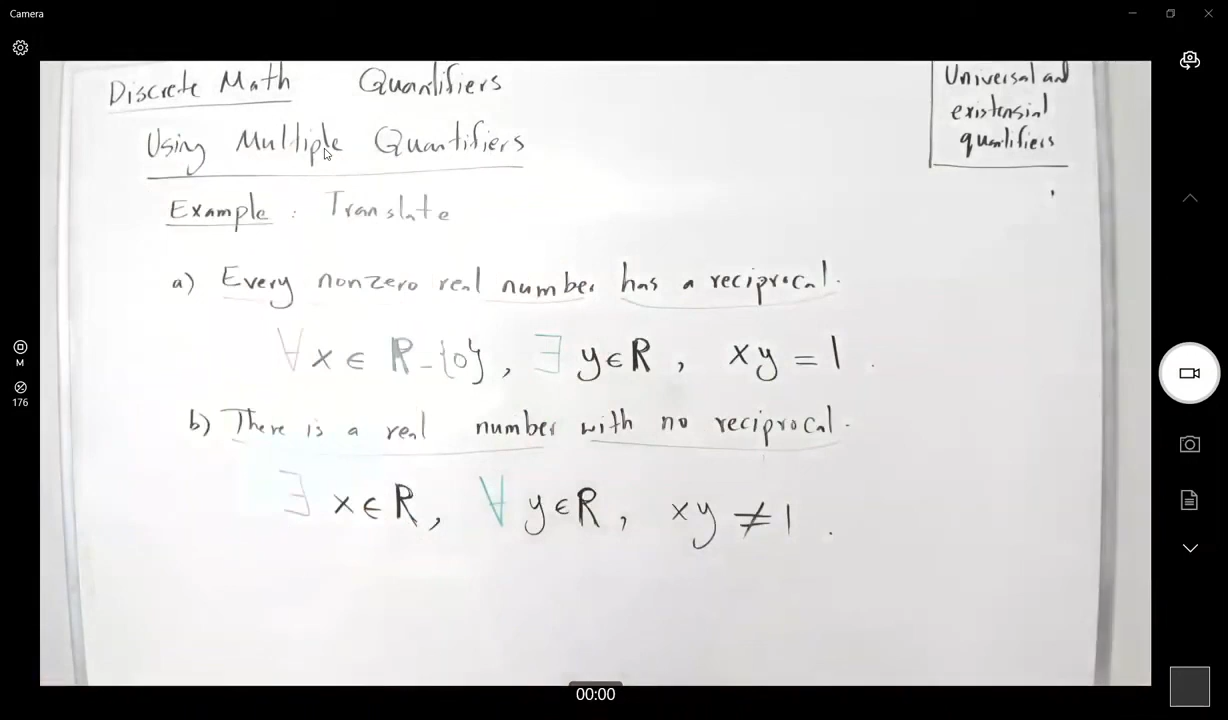 Camera
Discrete Math Quantifiers
Universal and
existensial
quantifiers
Using Multiple Quantifiers
Example : Translate
a) Every nonzero real number has a reciprocal.
∀ x ∈ R - {0} , ∃ y ∈ R , xy = 1 .
M
b) There is a real number with no reciprocal.
176
∃ x ∈ R , ∀ y ∈ R , xy ≠ 1 .
00:00